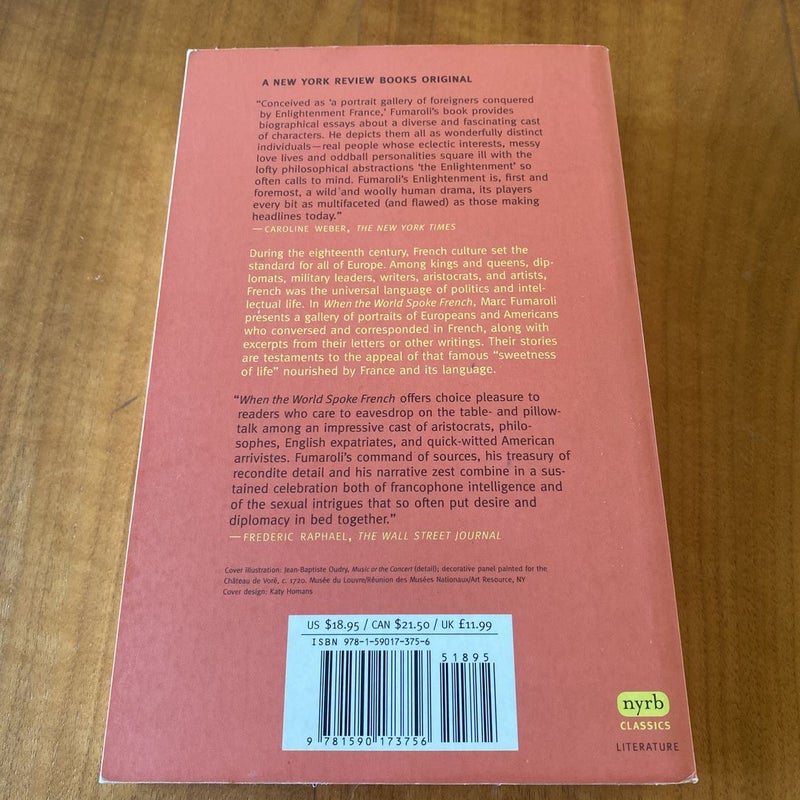 A NEW YORK REVIEW BOOKS ORIGINAL
“Conceived as ‘a portrait gallery of foreigners conquered
by Enlightenment France,’ Fumaroli’s book provides
biographical essays about a diverse and fascinating cast
of characters. He depicts them all as wonderfully distinct
individuals—real people whose eclectic interests, messy
love lives and oddball personalities square ill with the
lofty philosophical abstractions ‘the Enlightenment’ so
often calls to mind. Fumaroli’s Enlightenment is, first and
foremost, a wild and woolly human drama, its players
every bit as multifaceted (and flawed) as those making
headlines today.”
—CAROLINE WEBER, THE NEW YORK TIMES
During the eighteenth century, French culture set the
standard for all of Europe. Among kings and queens, dip-
lomats, military leaders, writers, aristocrats, and artists,
French was the universal language of politics and intel-
lectual life. In When the World Spoke French, Marc Fumaroli
presents a gallery of portraits of Europeans and Americans
who conversed and corresponded in French, along with
excerpts from their letters or other writings. Their stories
are testaments to the appeal of that famous “sweetness
of life” nourished by France and its language.
“When the World Spoke French offers choice pleasure to
readers who care to eavesdrop on the table- and pillow-
talk among an impressive cast of aristocrats, philo-
sophes, English expatriates, and quick-witted American
arrivistes. Fumaroli’s command of sources, his treasury of
recondite detail and his narrative zest combine in a sus-
tained celebration both of francophone intelligence and
of the sexual intrigues that so often put desire and
diplomacy in bed together.”
—FREDERIC RAPHAEL, THE WALL STREET JOURNAL
Cover illustration: Jean-Baptiste Oudry, Music or the Concert (detail); decorative panel painted for the
Château de Voré, c. 1720. Musée du Louvre/Réunion des Musées Nationaux/Art Resource, NY
Cover design: Katy Homans
US $18.95 / CAN $21.50 / UK £11.99
ISBN 978-1-59017-375-6
51895
9 781590 173756
nyrb
CLASSICS
LITERATURE